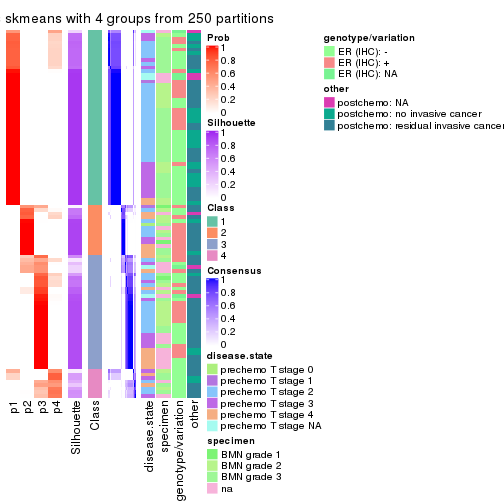 skmeans with 4 groups from 250 partitions
Prob
1
0.8
0.6
0.4
0.2
0
Silhouette
1
0.8
0.6
0.4
0.2
0
Class
1
2
3
4
Consensus
1
0.8
0.6
0.4
0.2
0
disease.state
prechemo T stage 0
prechemo T stage 1
prechemo T stage 2
prechemo T stage 3
prechemo T stage 4
prechemo T stage NA
specimen
BMN grade 1
BMN grade 2
BMN grade 3
na
genotype/variation
ER (IHC): -
ER (IHC): +
ER (IHC): NA
other
postchemo: NA
postchemo: no invasive cancer
postchemo: residual invasive cancer
p1
p2
p3
p4
Silhouette
Class
disease.state
specimen
genotype/variation
other